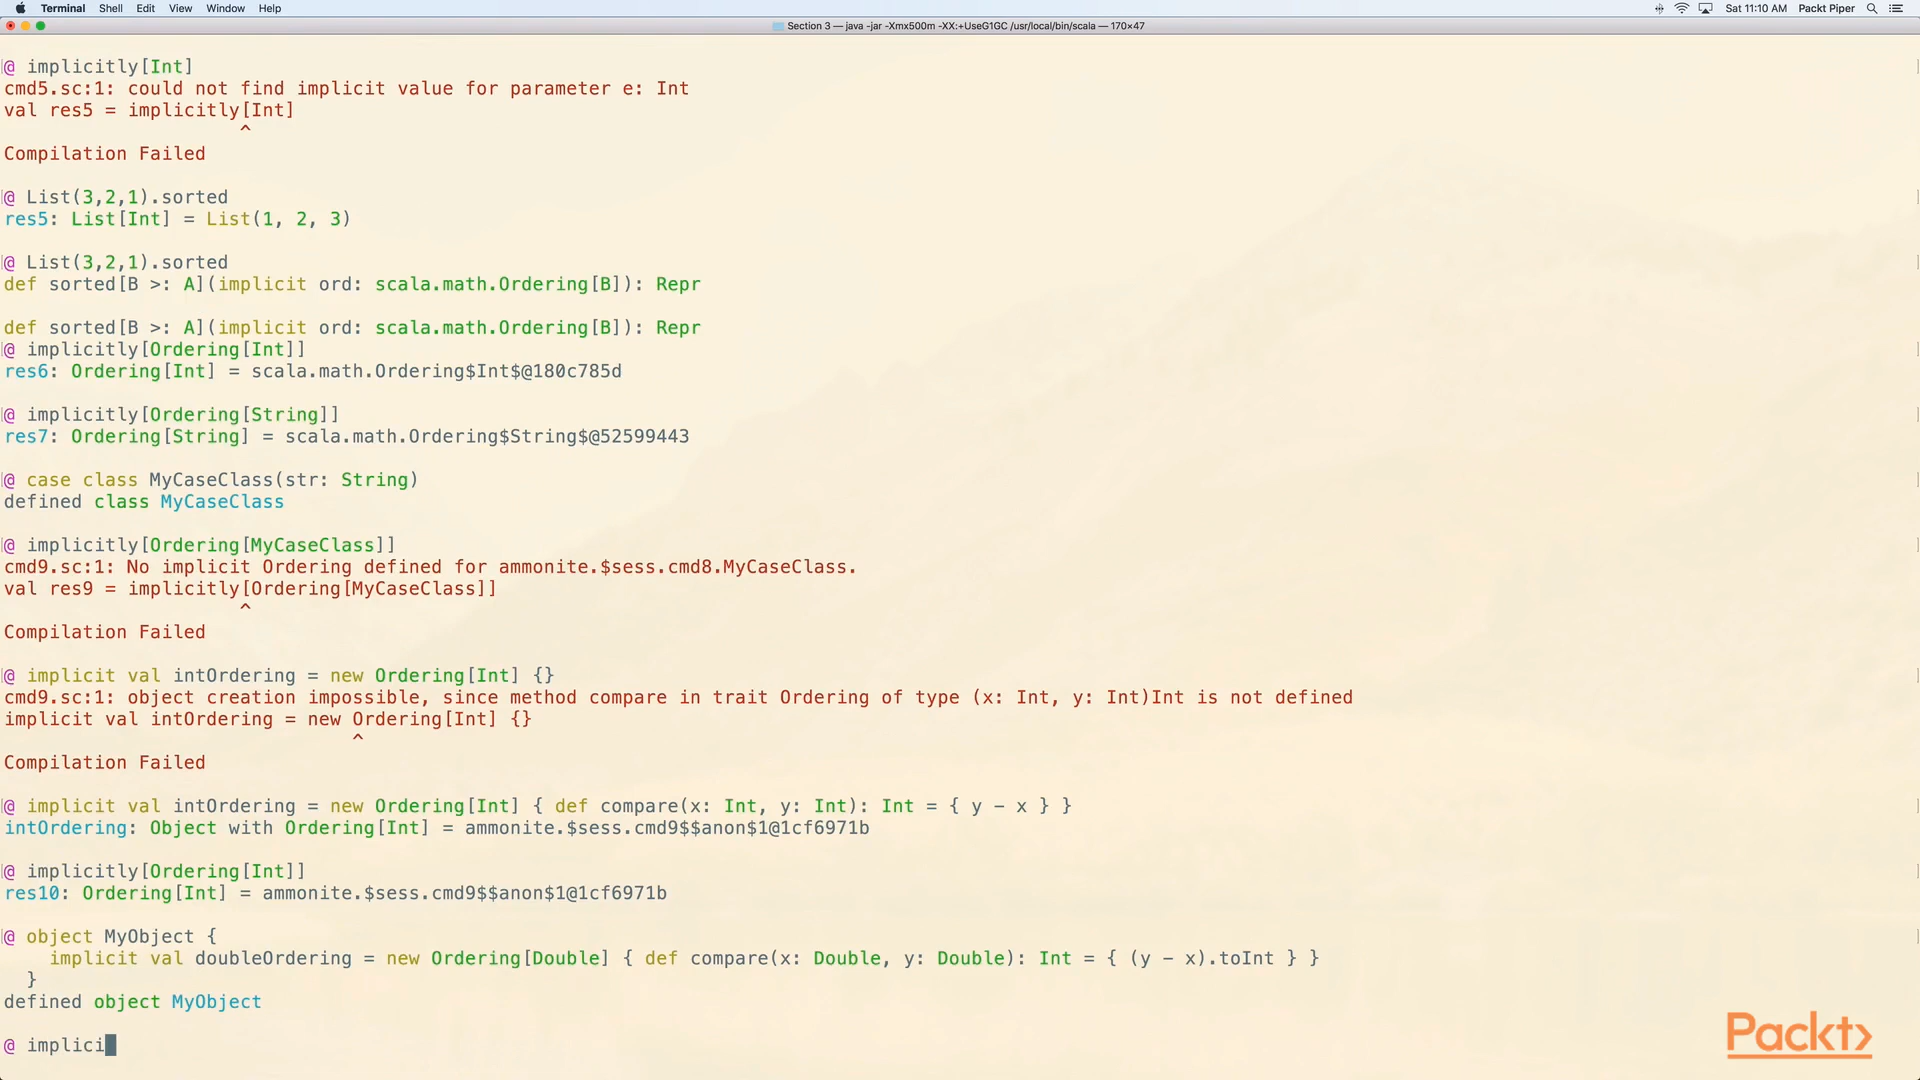 Terminal Shell Edit View Window Help Sat 11:10 AM Packt Piper
Section 3 — java -jar -Xmx500m -XX:+UseG1GC /usr/local/bin/scala — 170×47
@ implicitly[Int]
cmd5.sc:1: could not find implicit value for parameter e: Int
val res5 = implicitly[Int]
^
Compilation Failed
@ List(3,2,1).sorted
res5: List[Int] = List(1, 2, 3)
@ List(3,2,1).sorted
def sorted[B >: A](implicit ord: scala.math.Ordering[B]): Repr
def sorted[B >: A](implicit ord: scala.math.Ordering[B]): Repr
@ implicitly[Ordering[Int]]
res6: Ordering[Int] = scala.math.Ordering$Int$@180c785d
@ implicitly[Ordering[String]]
res7: Ordering[String] = scala.math.Ordering$String$@52599443
@ case class MyCaseClass(str: String)
defined class MyCaseClass
@ implicitly[Ordering[MyCaseClass]]
cmd9.sc:1: No implicit Ordering defined for ammonite.$sess.cmd8.MyCaseClass.
val res9 = implicitly[Ordering[MyCaseClass]]
^
Compilation Failed
@ implicit val intOrdering = new Ordering[Int] {}
cmd9.sc:1: object creation impossible, since method compare in trait Ordering of type (x: Int, y: Int)Int is not defined
implicit val intOrdering = new Ordering[Int] {}
^
Compilation Failed
@ implicit val intOrdering = new Ordering[Int] { def compare(x: Int, y: Int): Int = { y - x } }
intOrdering: Object with Ordering[Int] = ammonite.$sess.cmd9$$anon$1@1cf6971b
@ implicitly[Ordering[Int]]
res10: Ordering[Int] = ammonite.$sess.cmd9$$anon$1@1cf6971b
@ object MyObject {
implicit val doubleOrdering = new Ordering[Double] { def compare(x: Double, y: Double): Int = { (y - x).toInt } }
}
defined object MyObject
@ implici
Packt>